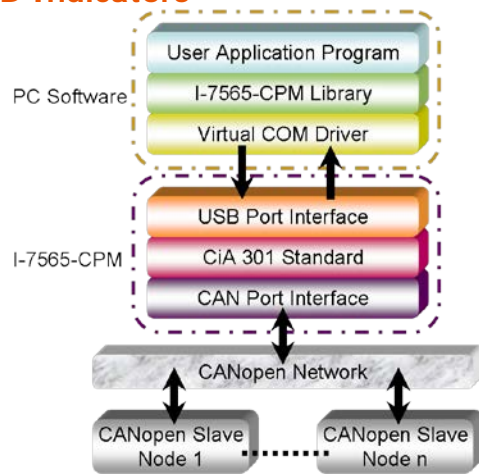 Indicators
User Application Program
PC Software
I-7565-CPM Library
Virtual COM Driver
USB Port Interface
I-7565-CPM
CiA 301 Standard
CAN Port Interface
CANopen Network
CANopen Slave
Node 1
CANopen Slave
Node n